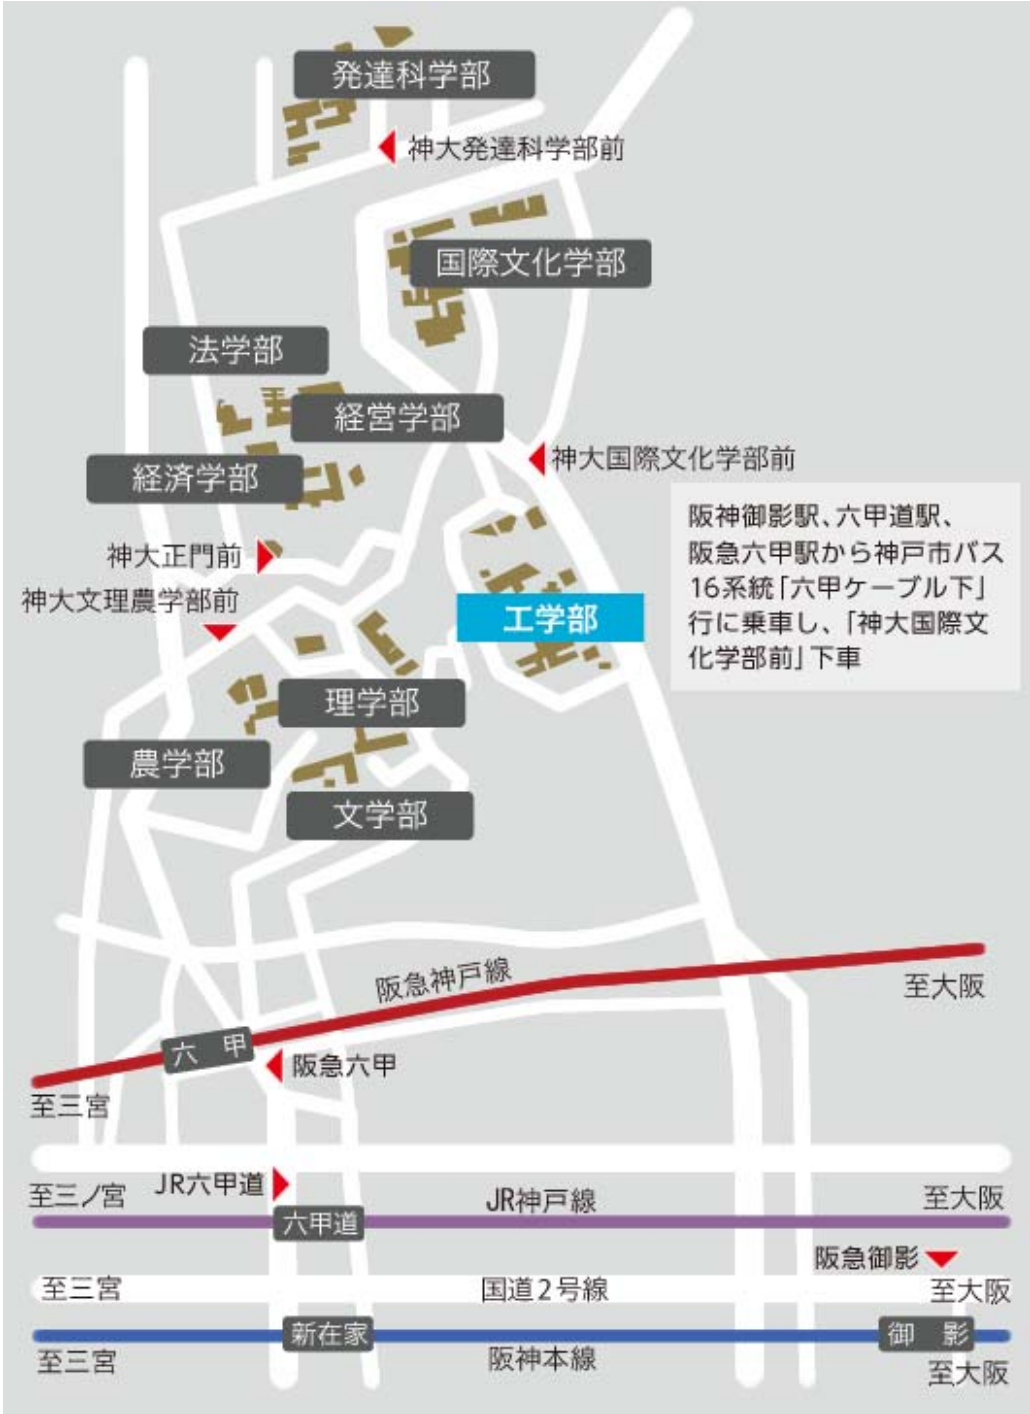 発達科学部
神大発達科学部前
国際文化学部
法学部
経営学部
神大国際文化学部前
経済学部
阪神御影駅、六甲道駅、
阪急六甲駅から神戸市バス
16系統「六甲ケーブル下」
行に乗車し、「神大国際文
化学部前」下車
神大正門前
神大文理農学部前
工学部
理学部
農学部
文学部
阪急神戸線
至大阪
六 甲
阪急六甲
至三宮
JR六甲道
至三ノ宮
JR神戸線
至大阪
六甲道
阪急御影
至三宮
国道2号線
至大阪
新在家
御 影
至三宮
阪神本線
至大阪